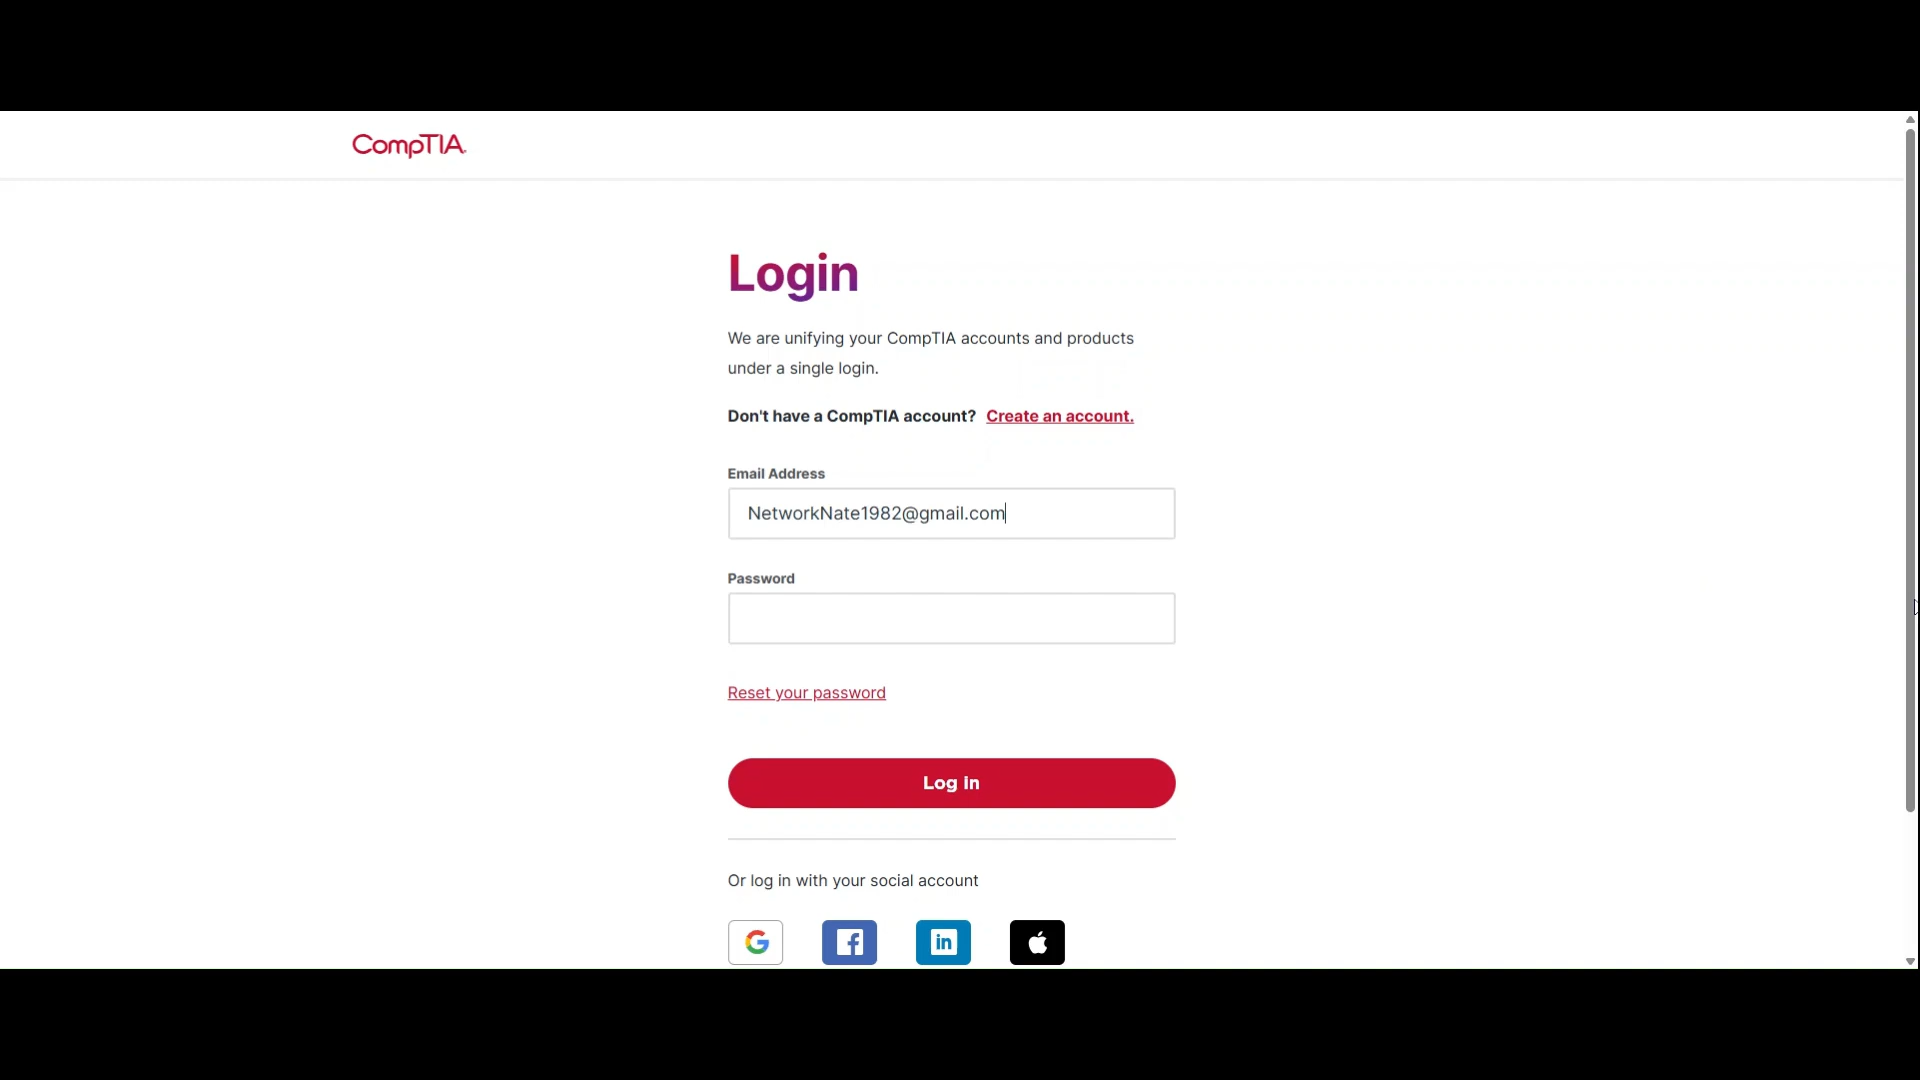 CompTIA.
Login
We are unifying your CompTIA accounts and products
under a single login.
Don't have a CompTIA account? Create an account.
Email Address
NetworkNate1982@gmail.com
Password
Reset your password
Log in
Or log in with your social account